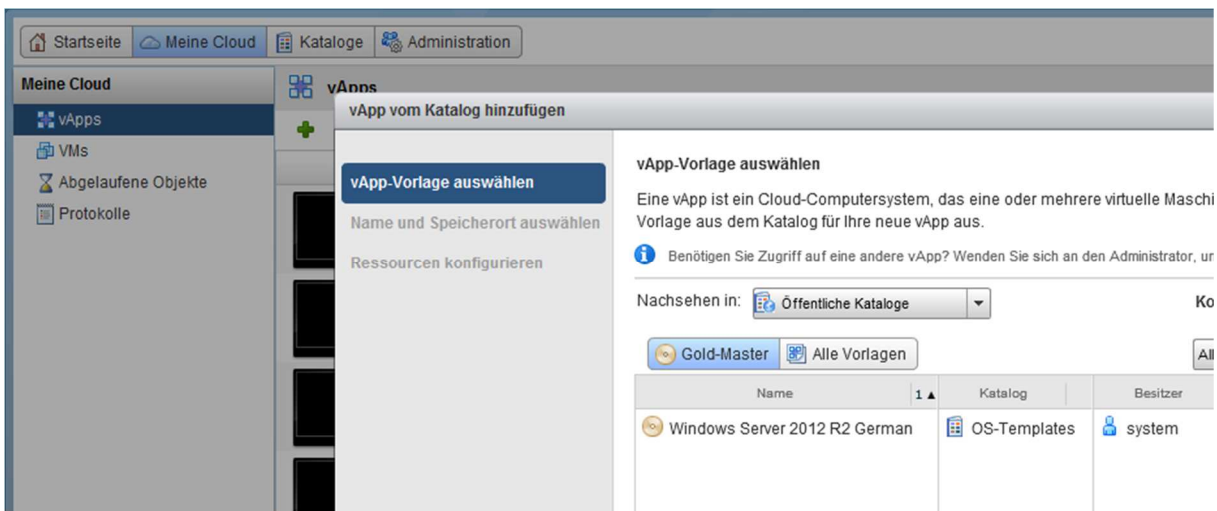 Startseite Meine Cloud Kataloge Administration
Meine Cloud
vApps
VMs
Abgelaufene Objekte
Protokolle
vApps
vApp vom Katalog hinzufügen
vApp-Vorlage auswählen
Name und Speicherort auswählen
Ressourcen konfigurieren
vApp-Vorlage auswählen
Eine vApp ist ein Cloud-Computersystem, das eine oder mehrere virtuelle Maschi
Vorlage aus dem Katalog für Ihre neue vApp aus.
Benötigen Sie Zugriff auf eine andere vApp? Wenden Sie sich an den Administrator, ur
Nachsehen in: Öffentliche Kataloge Ko
Gold-Master Alle Vorlagen All
Name 1 Katalog Besitzer
Windows Server 2012 R2 German OS-Templates system